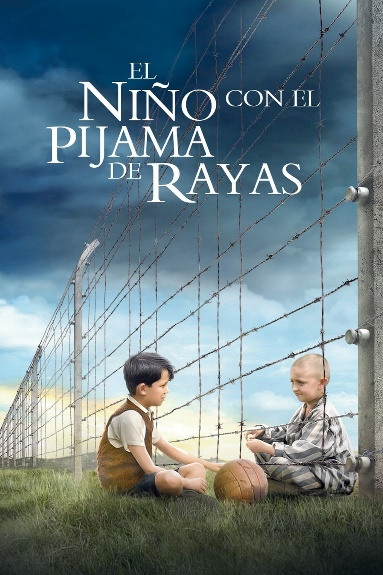 EL
NIÑO CON EL
PIJAMA
DE RAYAS